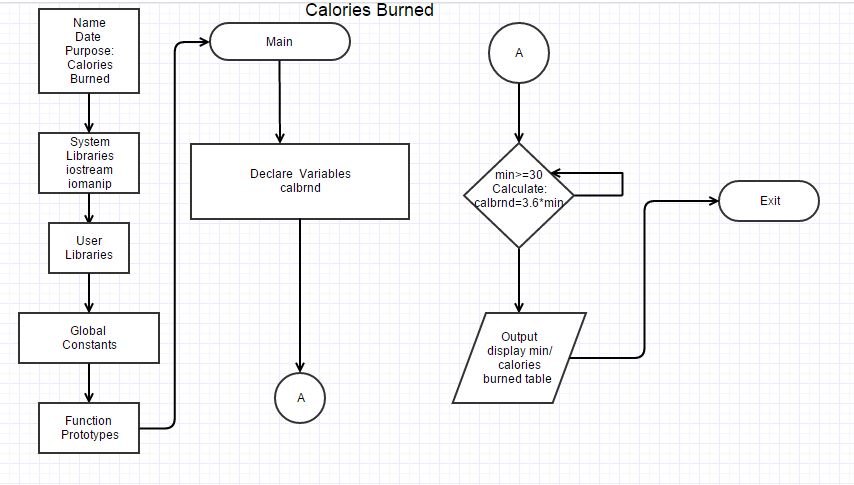 Calories Burned
Name
Date
Purpose:
Calories
Burned
System
Libraries
iostream
iomanip
User
Libraries
Global
Constants
Function
Prototypes
Main
Declare Variables
calbrnd
A
A
min>=30
Calculate:
calbrnd=3.6*min
Output
display min/
calories
burned table
Exit